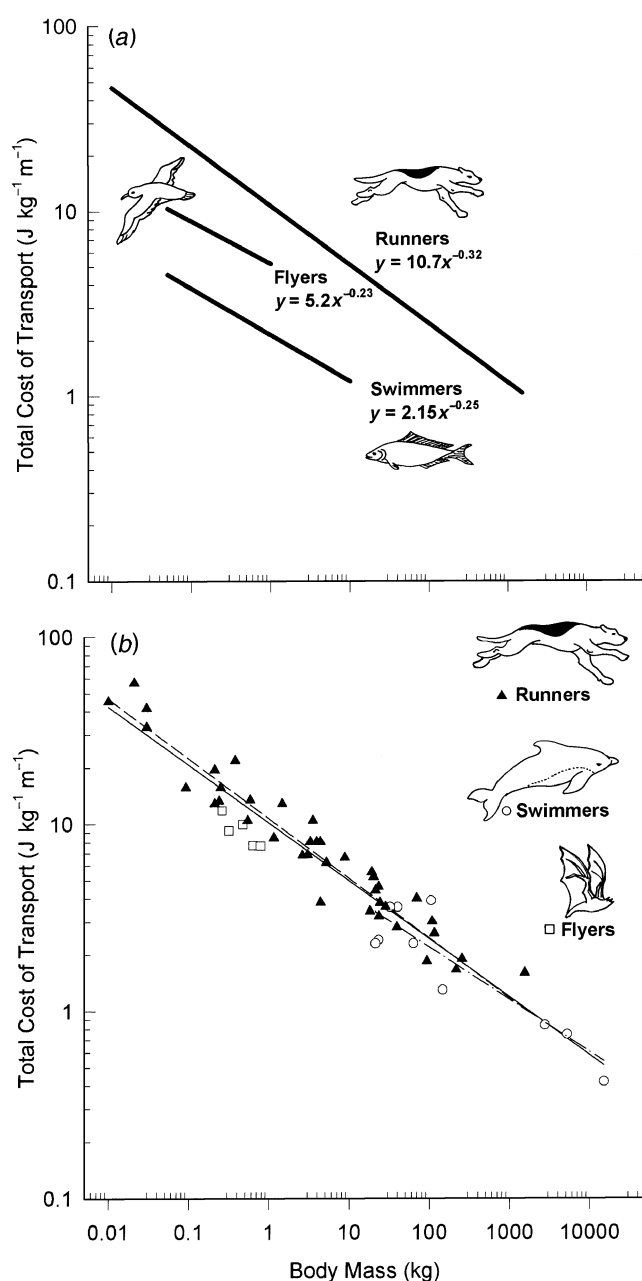 100
(a)
10
1
0.1
Total Cost of Transport (J kg⁻¹ m⁻¹)
Runners
y = 10.7x⁻⁰·³²
Flyers
y = 5.2x⁻⁰·²³
Swimmers
y = 2.15x⁻⁰·²⁵
100
(b)
10
1
0.1
Total Cost of Transport (J kg⁻¹ m⁻¹)
Runners
Swimmers
Flyers
0.01 0.1 1 10 100 1000 10000
Body Mass (kg)